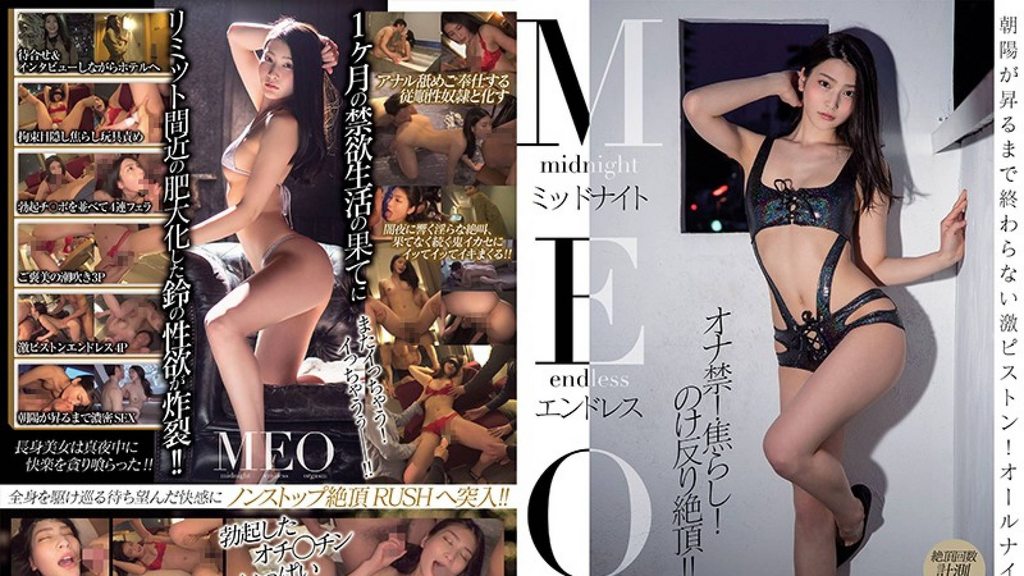 待合せ&
インタビューしながらホテルへ
拘束目隠し焦らし玩具責め
勃起チ○ポを並べて4連フェラ
ご褒美の潮吹き3P
激ピストンエンドレス4P
朝陽が昇るまで濃密SEX
1ヶ月の禁欲生活の果てに
リミット間近の肥大化した鈴の性欲が炸裂!!
アナル舐めご奉仕する
従順性奴隷と化す
闇夜に響く淫らな絶叫、
果てなく続く鬼イカセに
イッてイッてイキまくる!!
またイっちゃう!
イっちゃうぅー!!
MEO
midnight endless orgasm
長身美女は真夜中に
快楽を貪り喰らった!!
全身を駆け巡る待ち望んだ快感に ノンストップ絶頂RUSHへ突入!!
勃起した
オチ○チン
いっぱい
M
midnight
ミッドナイト
E
endless
エンドレス
O
オナ禁!焦らし!
のけ反り絶頂!!
朝陽が昇るまで終わらない激ピストン!オールナイ
絶頂回数
計測